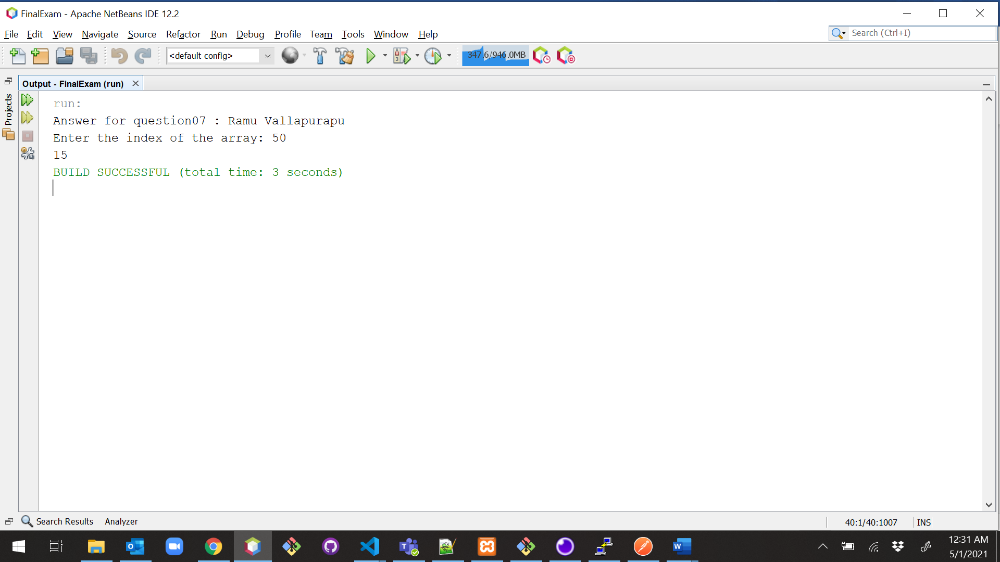 FinalExam - Apache NetBeans IDE 12.2
File Edit View Navigate Source Refactor Run Debug Profile Team Tools Window Help
Search (Ctrl+I)
<default config>
347.6/946.0MB
Output - FinalExam (run)
Projects
run:
Answer for question07 : Ramu Vallapurapu
Enter the index of the array: 50
15
BUILD SUCCESSFUL (total time: 3 seconds)
Search Results Analyzer
40:1/40:1007 INS
12:31 AM
5/1/2021